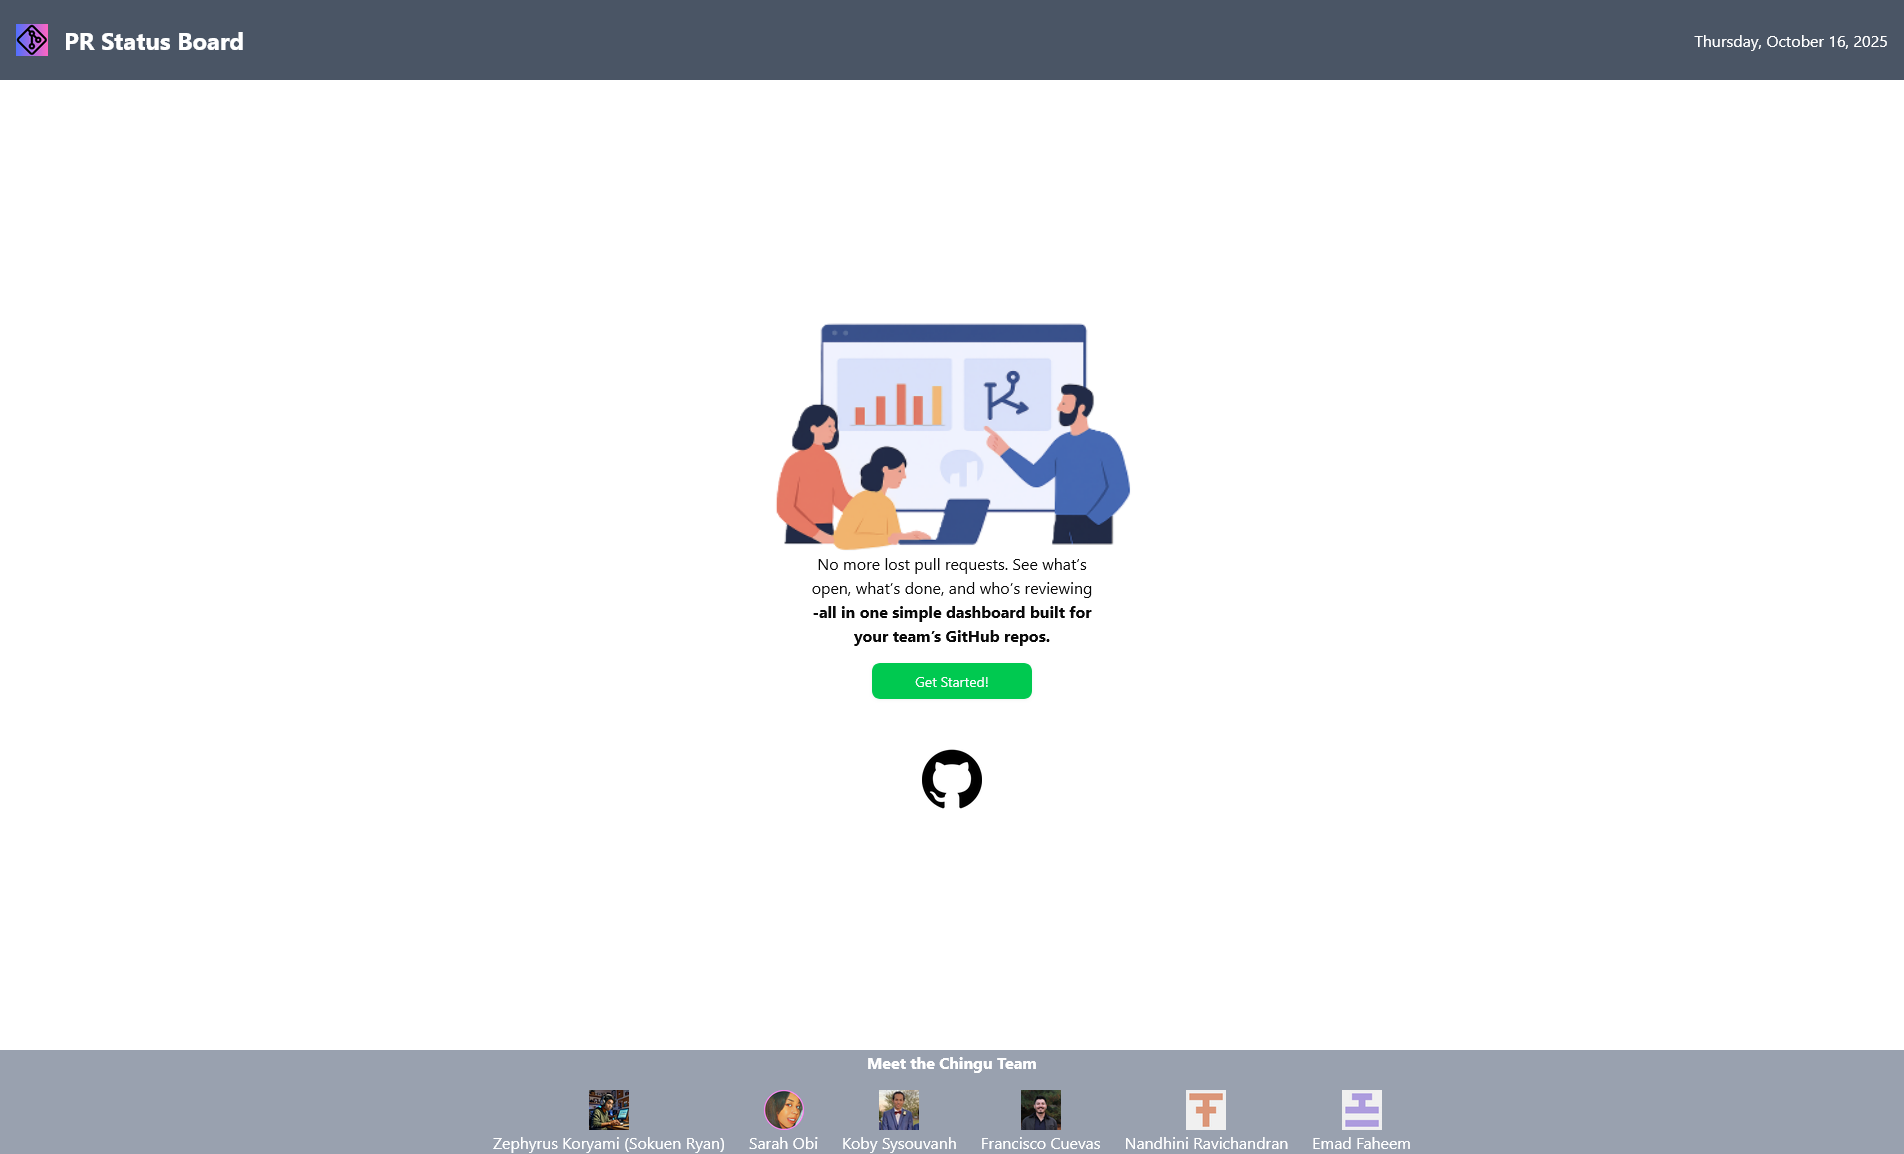 PR Status Board
Thursday, October 16, 2025
No more lost pull requests. See what’s
open, what’s done, and who’s reviewing
-all in one simple dashboard built for
your team’s GitHub repos.
Get Started!
Meet the Chingu Team
Zephyrus Koryami (Sokuen Ryan)
Sarah Obi
Koby Sysouvanh
Francisco Cuevas
Nandhini Ravichandran
Emad Faheem